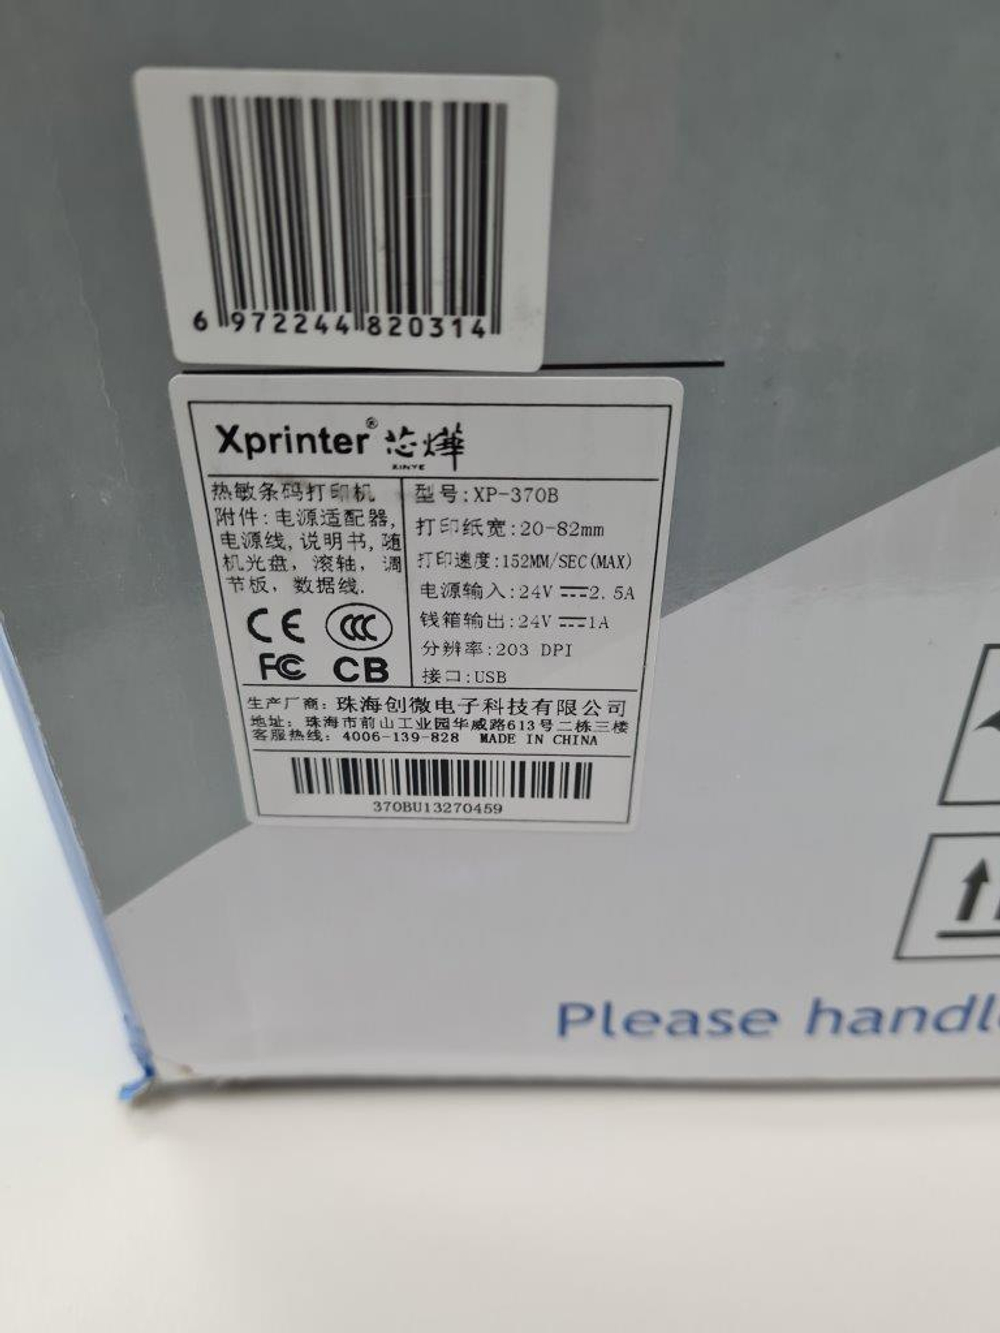 6 972244 820314
Xprinter® 芯烨
XINYE
热敏条码打印机
附件:电源适配器,
电源线,说明书,随
机光盘,滚轴,调
节板,数据线.
CE CCC
FC CB
型号:XP-370B
打印纸宽:20-82mm
打印速度:152MM/SEC(MAX)
电源输入:24V⎓2.5A
钱箱输出:24V⎓1A
分辨率:203 DPI
接口:USB
生产厂商:珠海创微电子科技有限公司
地址:珠海市前山工业园华威路613号二栋三楼
客服热线:4006-139-828 MADE IN CHINA
370BU13270459
Please handl